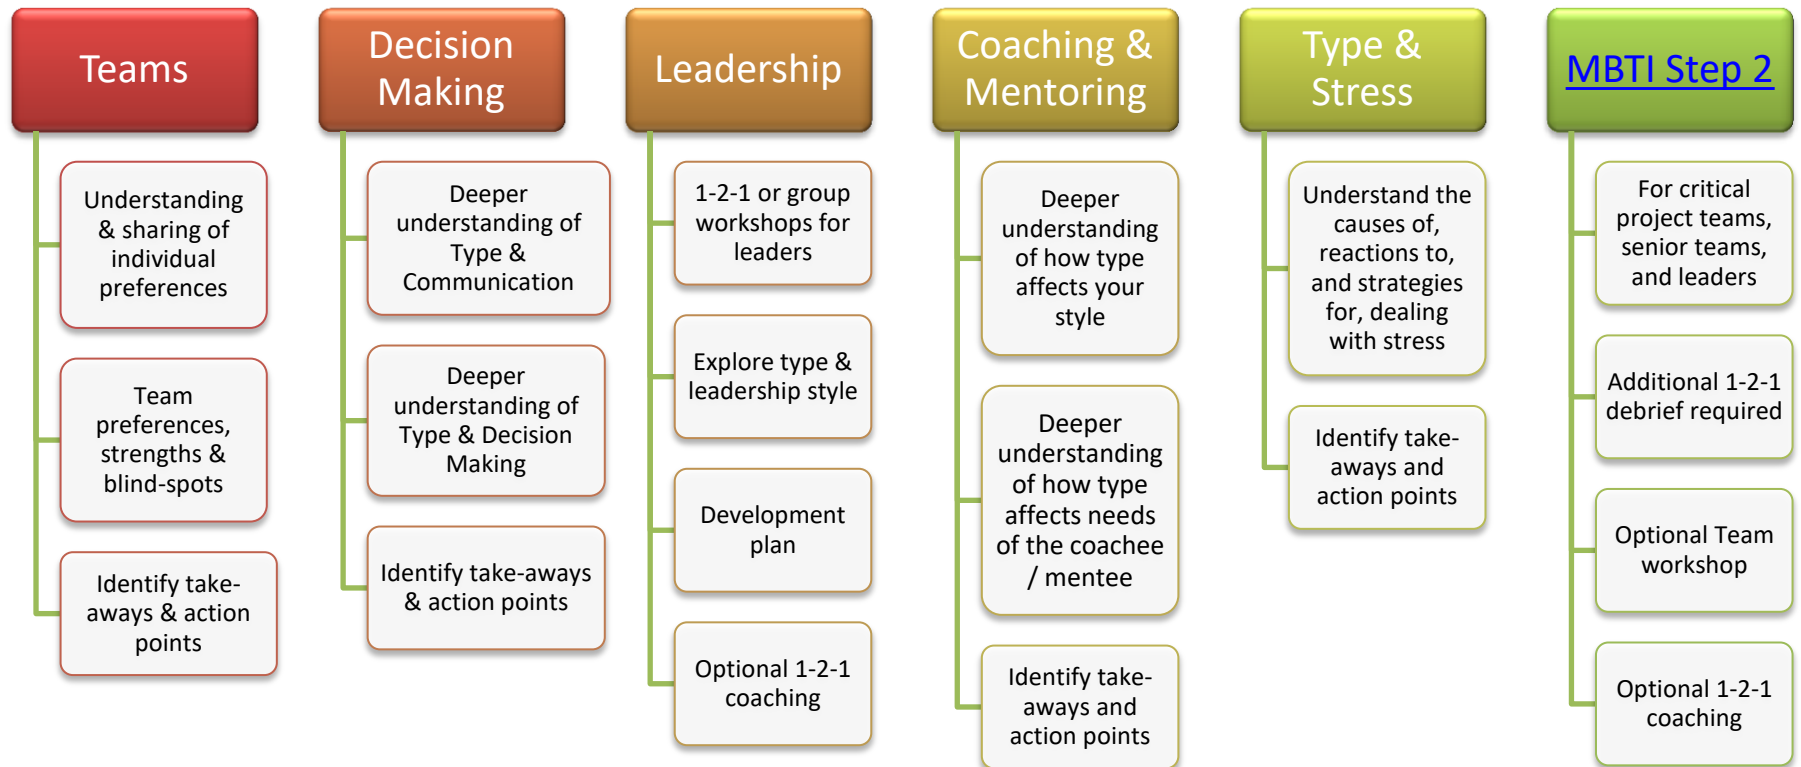 Teams
Understanding
& sharing of
individual
preferences
Team
preferences,
strengths &
blind-spots
Identify take-
aways & action
points
Decision
Making
Deeper
understanding of
Type &
Communication
Deeper
understanding of
Type & Decision
Making
Identify take-aways
& action points
Leadership
1-2-1 or group
workshops for
leaders
Explore type &
leadership style
Development
plan
Optional 1-2-1
coaching
Coaching &
Mentoring
Deeper
understanding
of how type
affects your
style
Deeper
understanding
of how type
affects needs
of the coachee
/ mentee
Identify take-
aways and
action points
Type &
Stress
Understand the
causes of,
reactions to,
and strategies
for, dealing
with stress
Identify take-
aways and
action points
MBTI Step 2
For critical
project teams,
senior teams,
and leaders
Additional 1-2-1
debrief required
Optional Team
workshop
Optional 1-2-1
coaching